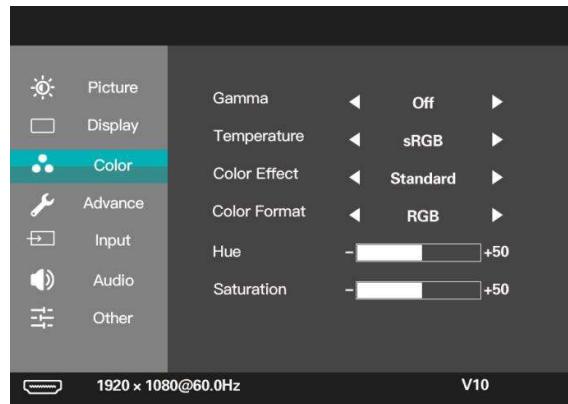 Picture
Display
Color
Advance
Input
Audio
Other
Gamma Off
Temperature sRGB
Color Effect Standard
Color Format RGB
Hue - +50
Saturation - +50
1920 × 1080@60.0Hz V10